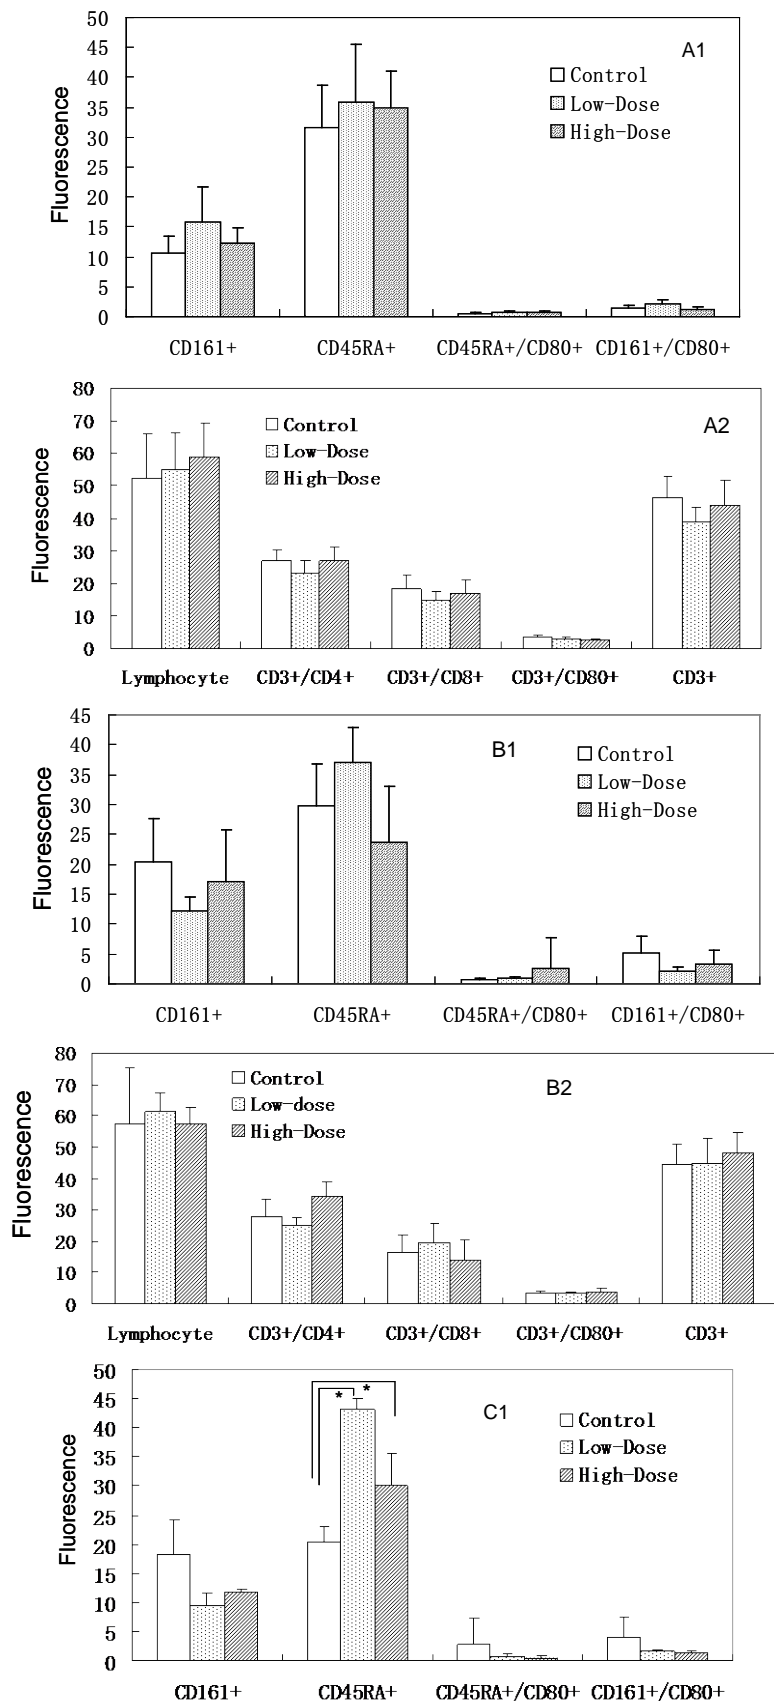 50
45
40
35
30
25
20
15
10
5
0
Fluorescence
A1
Control
Low-Dose
High-Dose
CD161+ CD45RA+ CD45RA+/CD80+ CD161+/CD80+
80
70
60
50
40
30
20
10
0
Fluorescence
A2
Control
Low-Dose
High-Dose
Lymphocyte CD3+/CD4+ CD3+/CD8+ CD3+/CD80+ CD3+
45
40
35
30
25
20
15
10
5
0
Fluorescence
B1
Control
Low-Dose
High-Dose
CD161+ CD45RA+ CD45RA+/CD80+ CD161+/CD80+
80
70
60
50
40
30
20
10
0
Fluorescence
B2
Control
Low-dose
High-Dose
Lymphocyte CD3+/CD4+ CD3+/CD8+ CD3+/CD80+ CD3+
50
45
40
35
30
25
20
15
10
5
0
Fluorescence
* *
C1
Control
Low-Dose
High-Dose
CD161+ CD45RA+ CD45RA+/CD80+ CD161+/CD80+